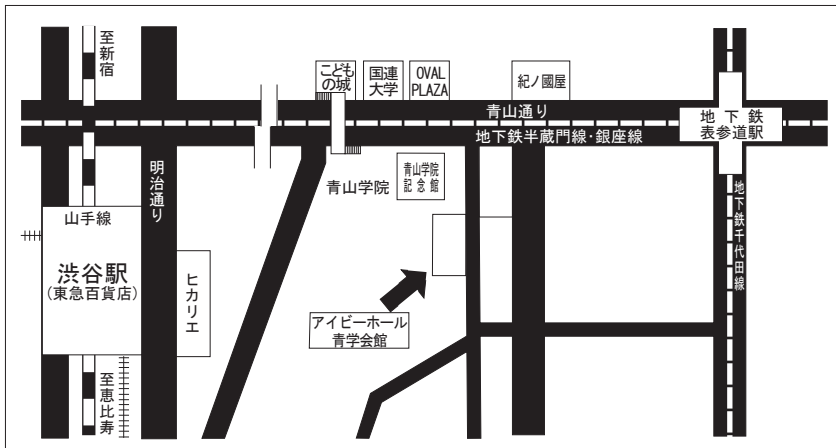 至新宿
こども
の城
国連
大学
OVAL
PLAZA
紀ノ國屋
青山通り
地下鉄半蔵門線・銀座線
地下鉄
表参道駅
明治通り
青山学院
青山学院
記念館
山手線
渋谷駅
(東急百貨店)
ヒカリエ
アイビーホール
青学会館
地下鉄千代田線
至恵比寿